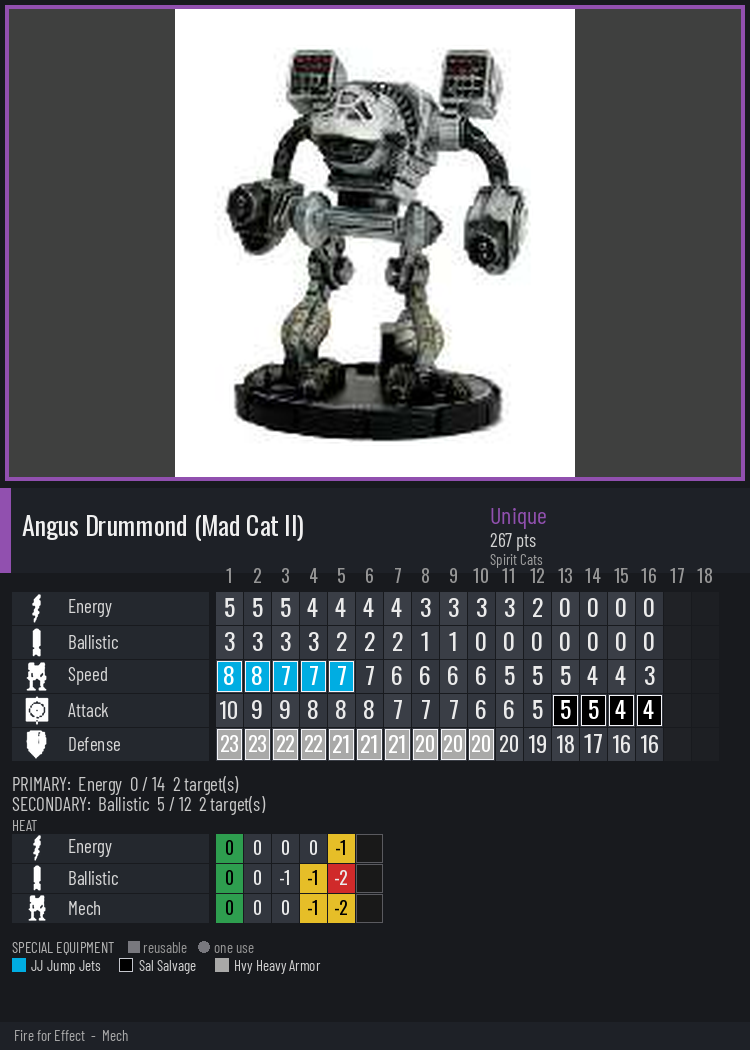 Angus Drummond (Mad Cat II)
Unique
267 pts
Spirit Cats
1 2 3 4 5 6 7 8 9 10 11 12 13 14 15 16 17 18
Energy 5 5 5 4 4 4 4 3 3 3 3 2 0 0 0 0
Ballistic 3 3 3 3 2 2 2 1 1 0 0 0 0 0 0 0
Speed 8 8 7 7 7 7 6 6 6 6 5 5 5 4 4 3
Attack 10 9 9 8 8 8 7 7 7 6 6 5 5 5 4 4
Defense 23 23 22 22 21 21 21 20 20 20 20 19 18 17 16 16
PRIMARY: Energy 0 / 14 2 target(s)
SECONDARY: Ballistic 5 / 12 2 target(s)
HEAT
Energy 0 0 0 0 -1
Ballistic 0 0 -1 -1 -2
Mech 0 0 0 -1 -2
SPECIAL EQUIPMENT reusable one use
JJ Jump Jets Sal Salvage Hvy Heavy Armor
Fire for Effect - Mech